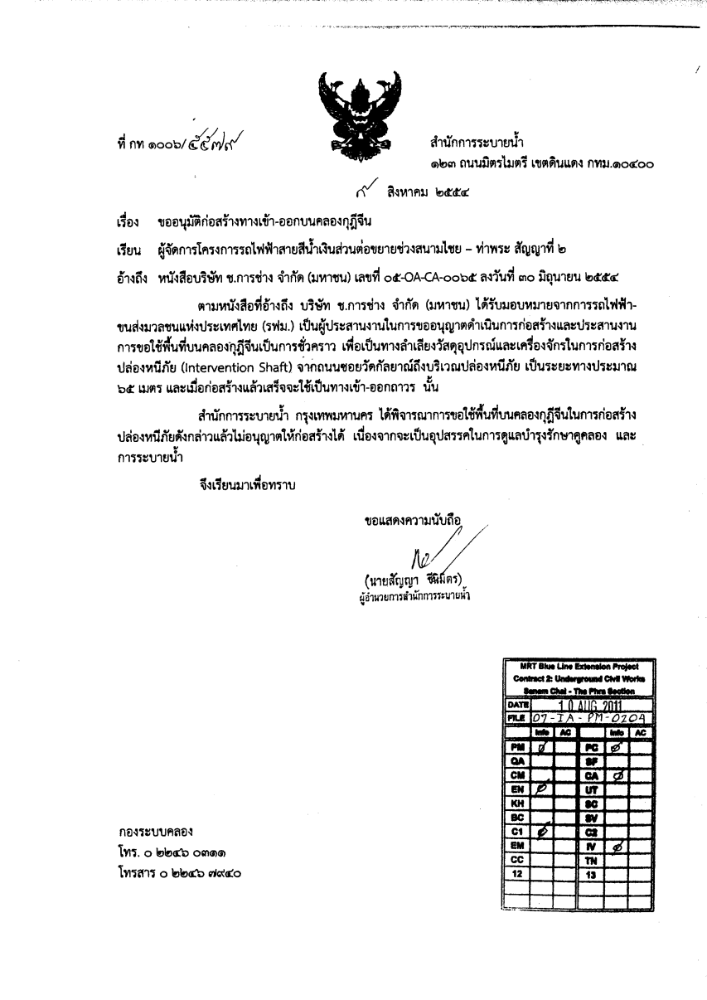 ที่ กท ๑๐๐๖/๕๕๗๙
สำนักการระบายน้ำ
๑๒๓ ถนนมิตรไมตรี เขตดินแดง กทม.๑๐๔๐๐
๙ สิงหาคม ๒๕๕๔
เรื่อง ขออนุมัติก่อสร้างทางเข้า-ออกบนคลองกุฎีจีน
เรียน ผู้จัดการโครงการรถไฟฟ้าสายสีน้ำเงินส่วนต่อขยายช่วงสนามไชย – ท่าพระ สัญญาที่ ๒
อ้างถึง หนังสือบริษัท ช.การช่าง จำกัด (มหาชน) เลขที่ ๐๕-OA-CA-๐๐๖๕ ลงวันที่ ๓๐ มิถุนายน ๒๕๕๔
ตามหนังสือที่อ้างถึง บริษัท ช.การช่าง จำกัด (มหาชน) ได้รับมอบหมายจากการรถไฟฟ้า-
ขนส่งมวลชนแห่งประเทศไทย (รฟม.) เป็นผู้ประสานงานในการขออนุญาตดำเนินการก่อสร้างและประสานงาน
การขอใช้พื้นที่บนคลองกุฎีจีนเป็นการชั่วคราว เพื่อเป็นทางลำเลียงวัสดุอุปกรณ์และเครื่องจักรในการก่อสร้าง
ปล่องหนีภัย (Intervention Shaft) จากถนนซอยวัดกัลยาณ์ถึงบริเวณปล่องหนีภัย เป็นระยะทางประมาณ
๖๕ เมตร และเมื่อก่อสร้างแล้วเสร็จจะใช้เป็นทางเข้า-ออกถาวร นั้น
สำนักการระบายน้ำ กรุงเทพมหานคร ได้พิจารณาการขอใช้พื้นที่บนคลองกุฎีจีนในการก่อสร้าง
ปล่องหนีภัยดังกล่าวแล้วไม่อนุญาตให้ก่อสร้างได้ เนื่องจากจะเป็นอุปสรรคในการดูแลบำรุงรักษาคูคลอง และ
การระบายน้ำ
จึงเรียนมาเพื่อทราบ
ขอแสดงความนับถือ
(นายสัญญา ชีนิมิตร)
ผู้อำนวยการสำนักการระบายน้ำ
MRT Blue Line Extension Project
Contract 2: Underground Civil Works
Sanam Chai - Tha Phra Section
DATE 10 AUG 2011
FILE 07-IA-PM-0204
Info AC Info AC
PM PC
QA SF
CM CA
EN UT
KH SC
BC SV
C1 C2
EM IV
CC TN
12 13
กองระบบคลอง
โทร. ๐ ๒๒๔๖ ๐๓๑๑
โทรสาร ๐ ๒๒๔๖ ๗๙๔๐